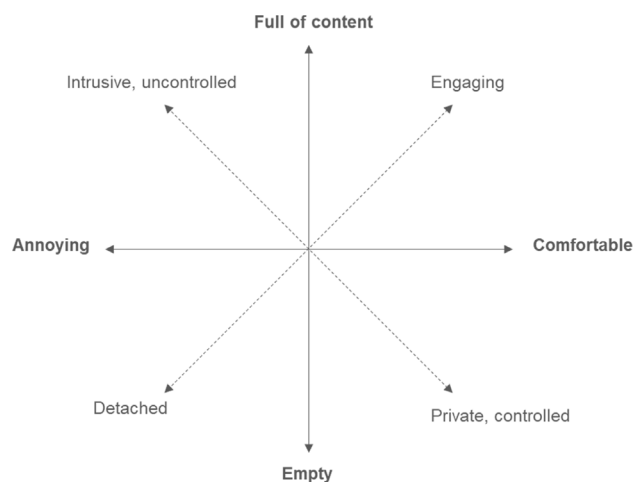 Full of content
Intrusive, uncontrolled
Engaging
Annoying
Comfortable
Detached
Private, controlled
Empty